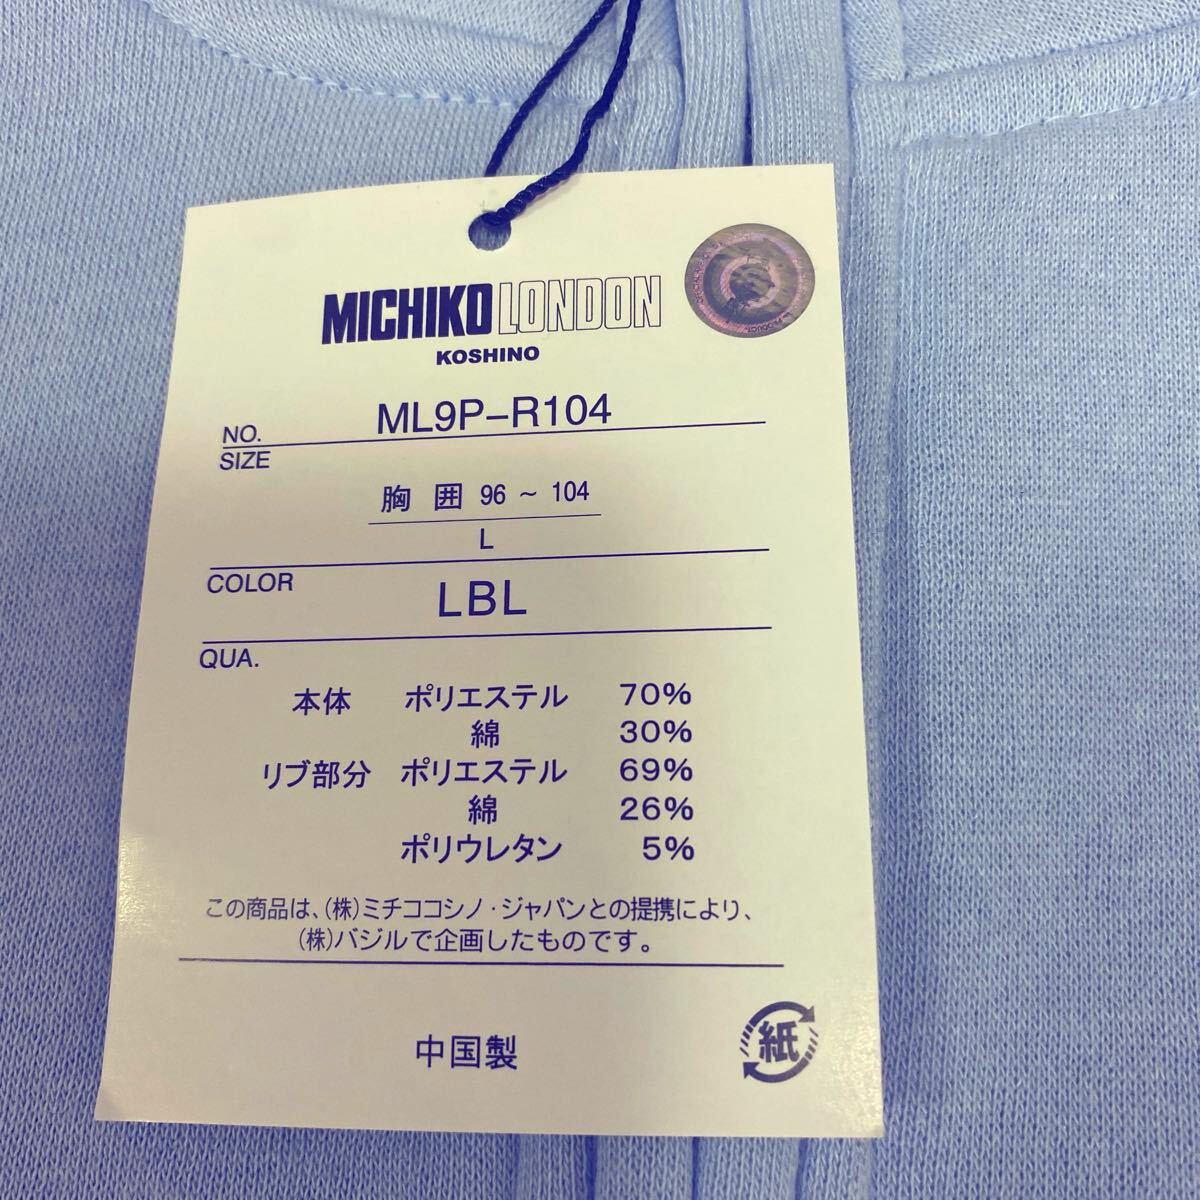 MICHIKO LONDON
KOSHINO
NO. ML9P-R104
SIZE
胸 囲 96 ~ 104
L
COLOR LBL
QUA.
本体 ポリエステル 70%
綿 30%
リブ部分 ポリエステル 69%
綿 26%
ポリウレタン 5%
この商品は、(株)ミチココシノ・ジャパンとの提携により、
(株)バジルで企画したものです。
中国製
紙